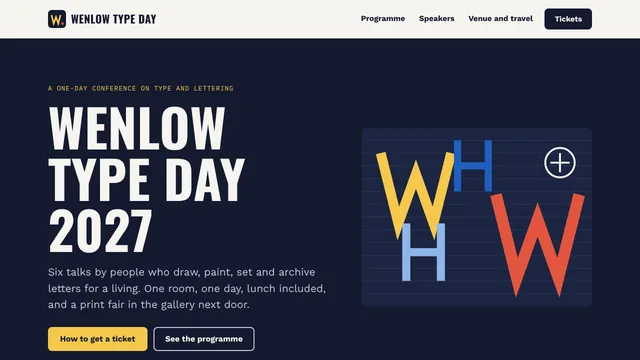 W.
WENLOW TYPE DAY
Programme
Speakers
Venue and travel
Tickets
A ONE-DAY CONFERENCE ON TYPE AND LETTERING
WENLOW
TYPE DAY
2027
Six talks by people who draw, paint, set and archive
letters for a living. One room, one day, lunch included,
and a print fair in the gallery next door.
How to get a ticket
See the programme
W
H
H
W